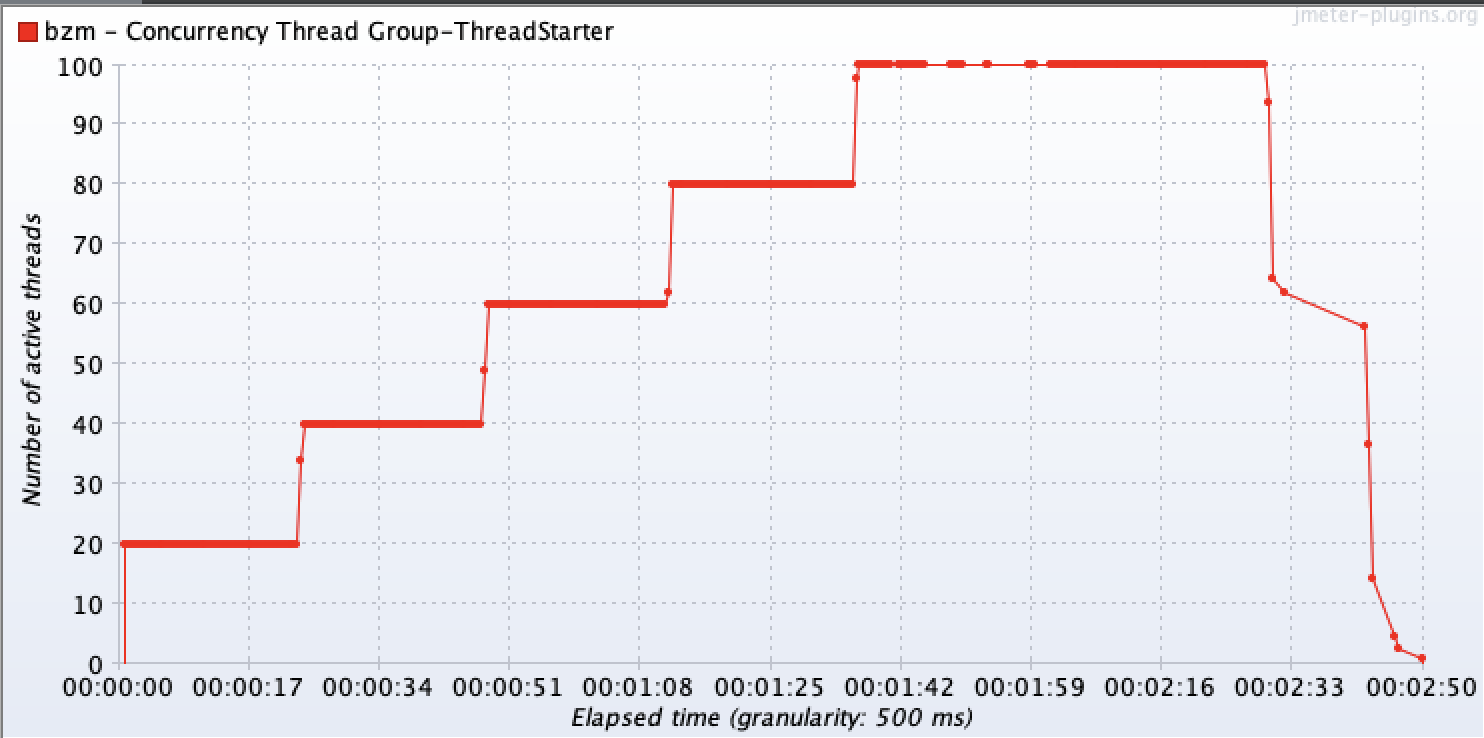 jmeter-plugins.org
bzm - Concurrency Thread Group-ThreadStarter
100
90
80
70
60
50
40
30
20
10
0
Number of active threads
00:00:00 00:00:17 00:00:34 00:00:51 00:01:08 00:01:25 00:01:42 00:01:59 00:02:16 00:02:33 00:02:50
Elapsed time (granularity: 500 ms)